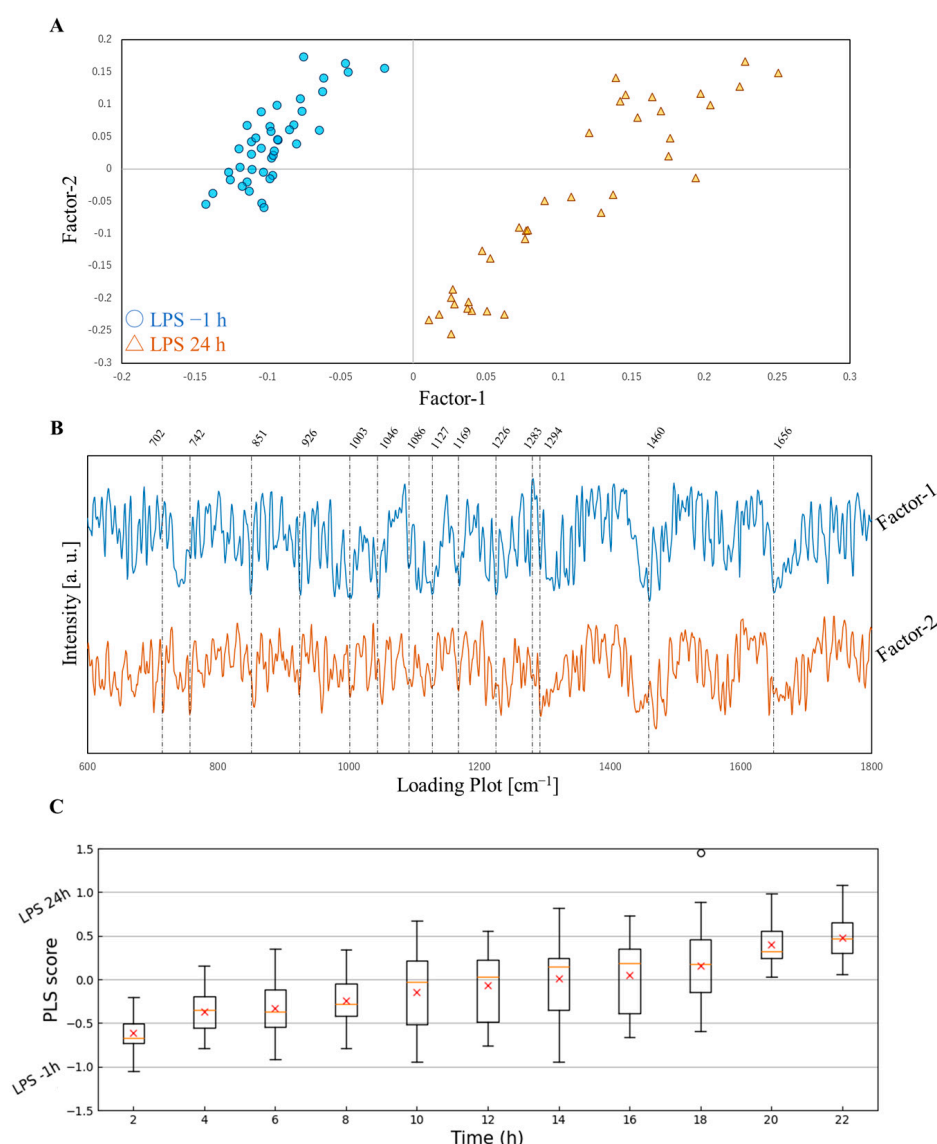 A
0.2
0.15
0.1
0.05
0
-0.05
-0.1
-0.15
-0.2
-0.25
-0.3
Factor-2
LPS −1 h
LPS 24 h
-0.2 -0.15 -0.1 -0.05 0 0.05 0.1 0.15 0.2 0.25 0.3
Factor-1
B
702 742 851 926 1003 1046 1086 1127 1169 1226 1283 1294 1460 1656
Intensity [a. u.]
Factor-1
Factor-2
600 800 1000 1200 1400 1600 1800
Loading Plot [cm⁻¹]
C
1.5
1.0
0.5
0.0
−0.5
−1.0
−1.5
LPS 24h
PLS score
LPS -1h
2 4 6 8 10 12 14 16 18 20 22
Time (h)